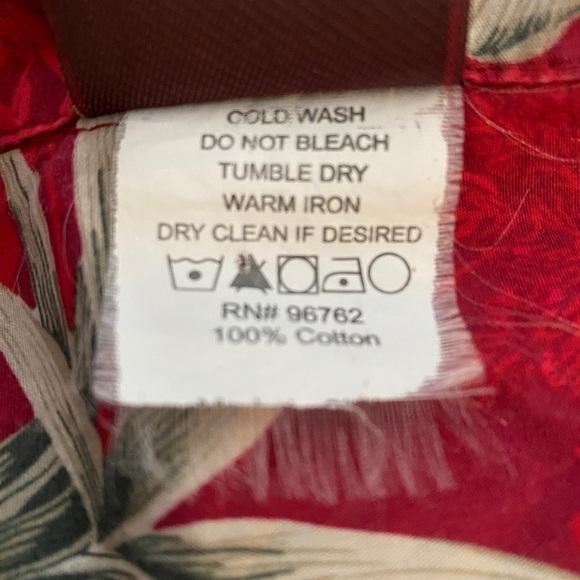 COLD WASH
DO NOT BLEACH
TUMBLE DRY
WARM IRON
DRY CLEAN IF DESIRED
RN# 96762
100% Cotton